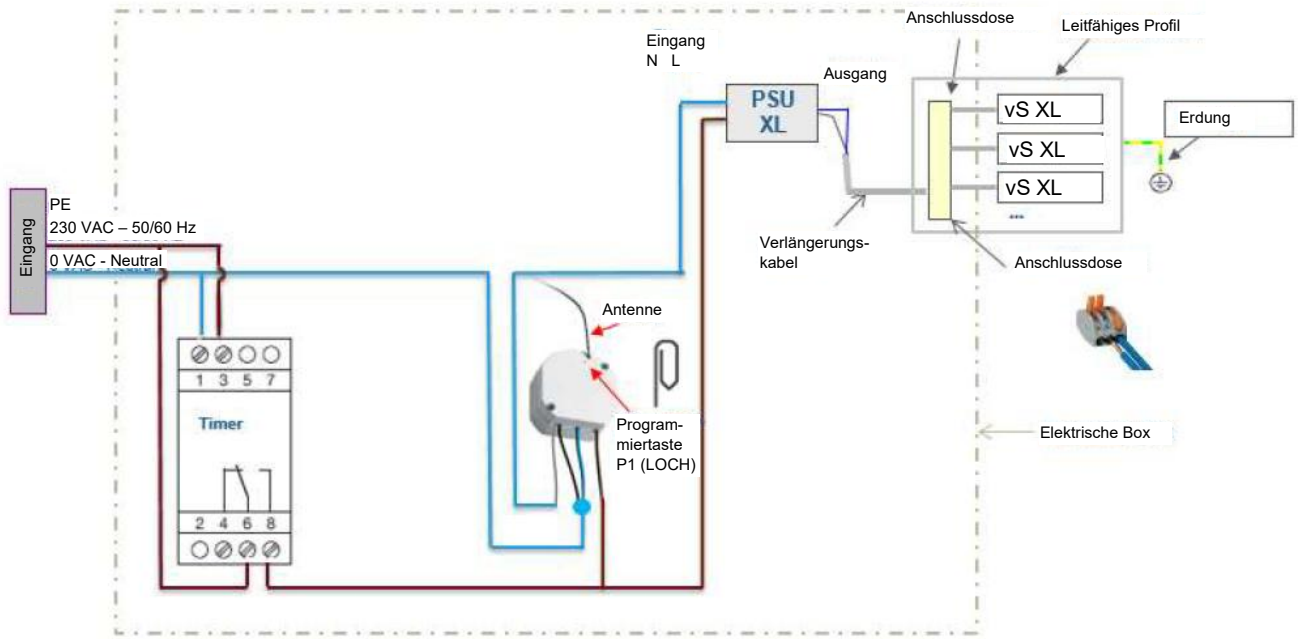 Anschlussdose
Leitfähiges Profil
Eingang
N L
Ausgang
PSU
XL
vS XL
vS XL
vS XL
...
Erdung
Eingang
PE
230 VAC – 50/60 Hz
0 VAC - Neutral
Verlängerungs-
kabel
Anschlussdose
Antenne
1 3 5 7
Timer
Program-
miertaste
P1 (LOCH)
Elektrische Box
2 4 6 8